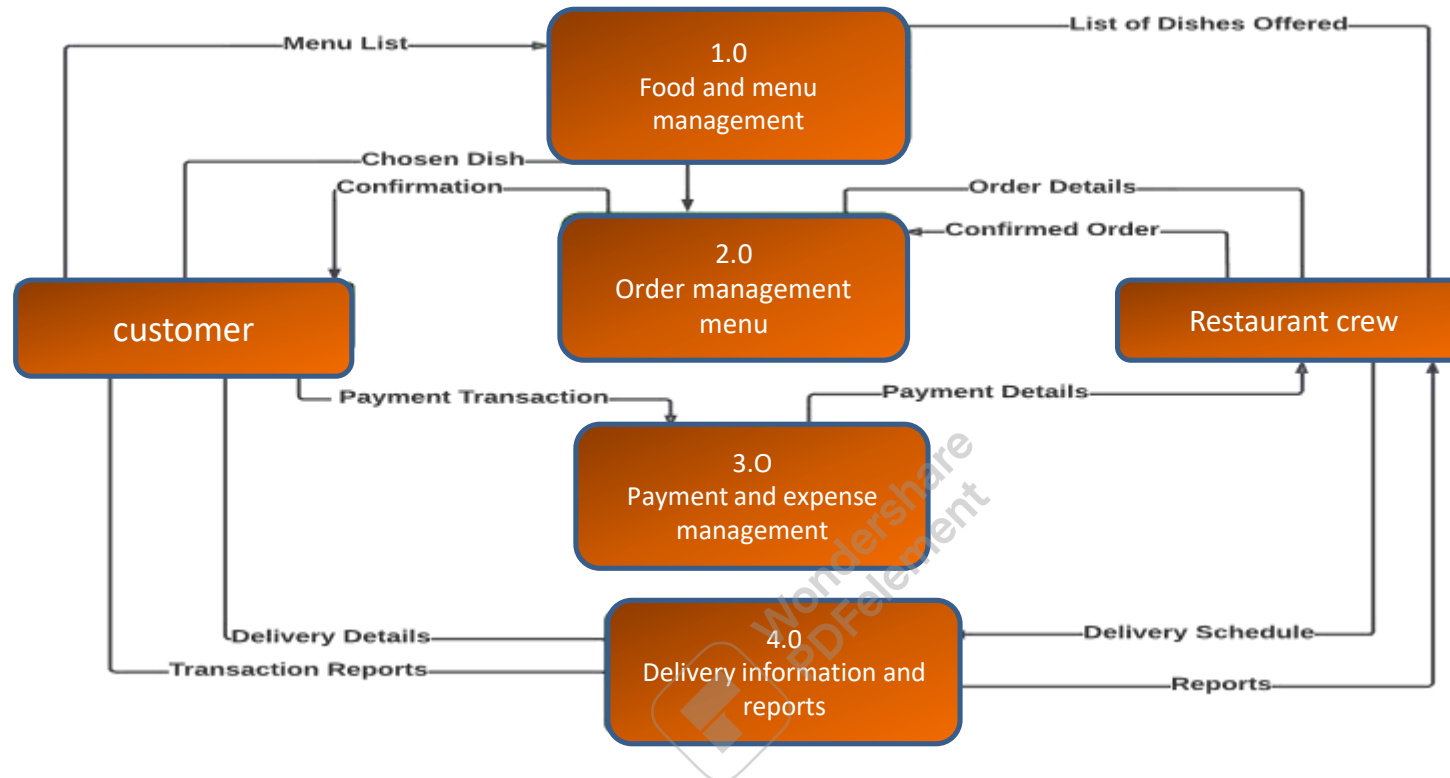 List of Dishes Offered
Menu List
1.0
Food and menu
management
Chosen Dish
Confirmation
Order Details
Confirmed Order
2.0
Order management
menu
customer
Restaurant crew
Payment Transaction
Payment Details
3.O
Payment and expense
management
Wondershare
PDFelement
Delivery Details
Delivery Schedule
4.0
Delivery information and
reports
Transaction Reports
Reports